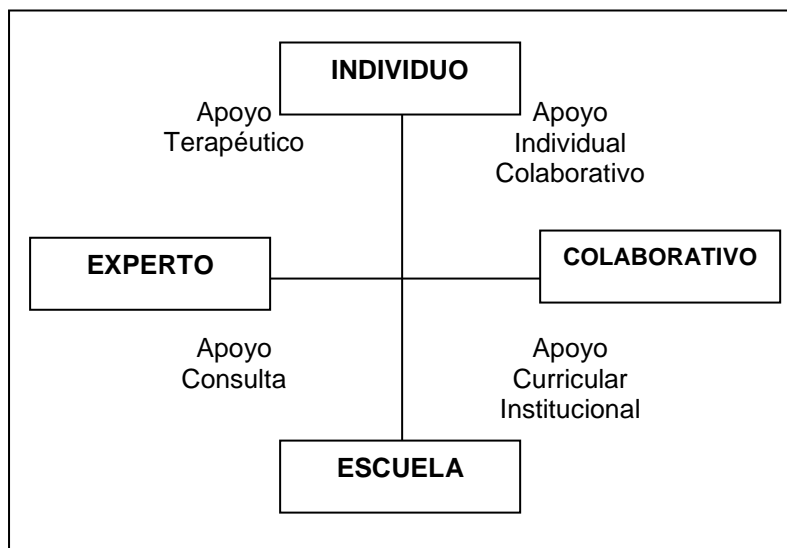 INDIVIDUO
Apoyo
Terapéutico
Apoyo
Individual
Colaborativo
EXPERTO
COLABORATIVO
Apoyo
Consulta
Apoyo
Curricular
Institucional
ESCUELA